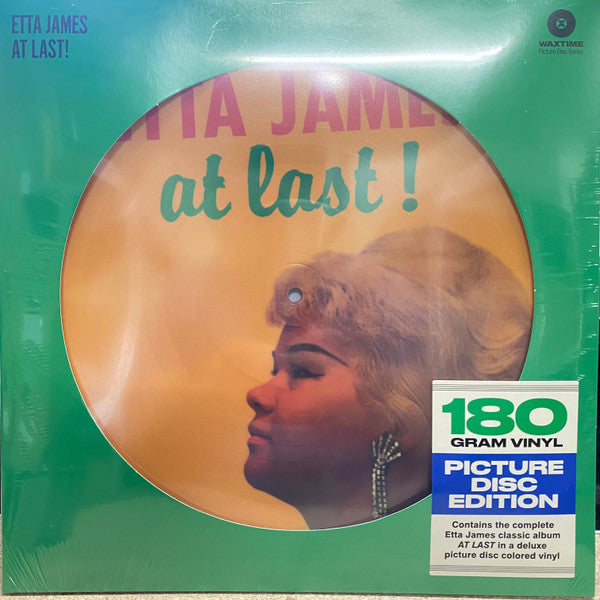 ETTA JAMES
AT LAST!
WAXTIME
Picture Disc Series
ETTA JAMES
at last!
180
GRAM VINYL
PICTURE
DISC
EDITION
Contains the complete
Etta James classic album
AT LAST in a deluxe
picture disc colored vinyl